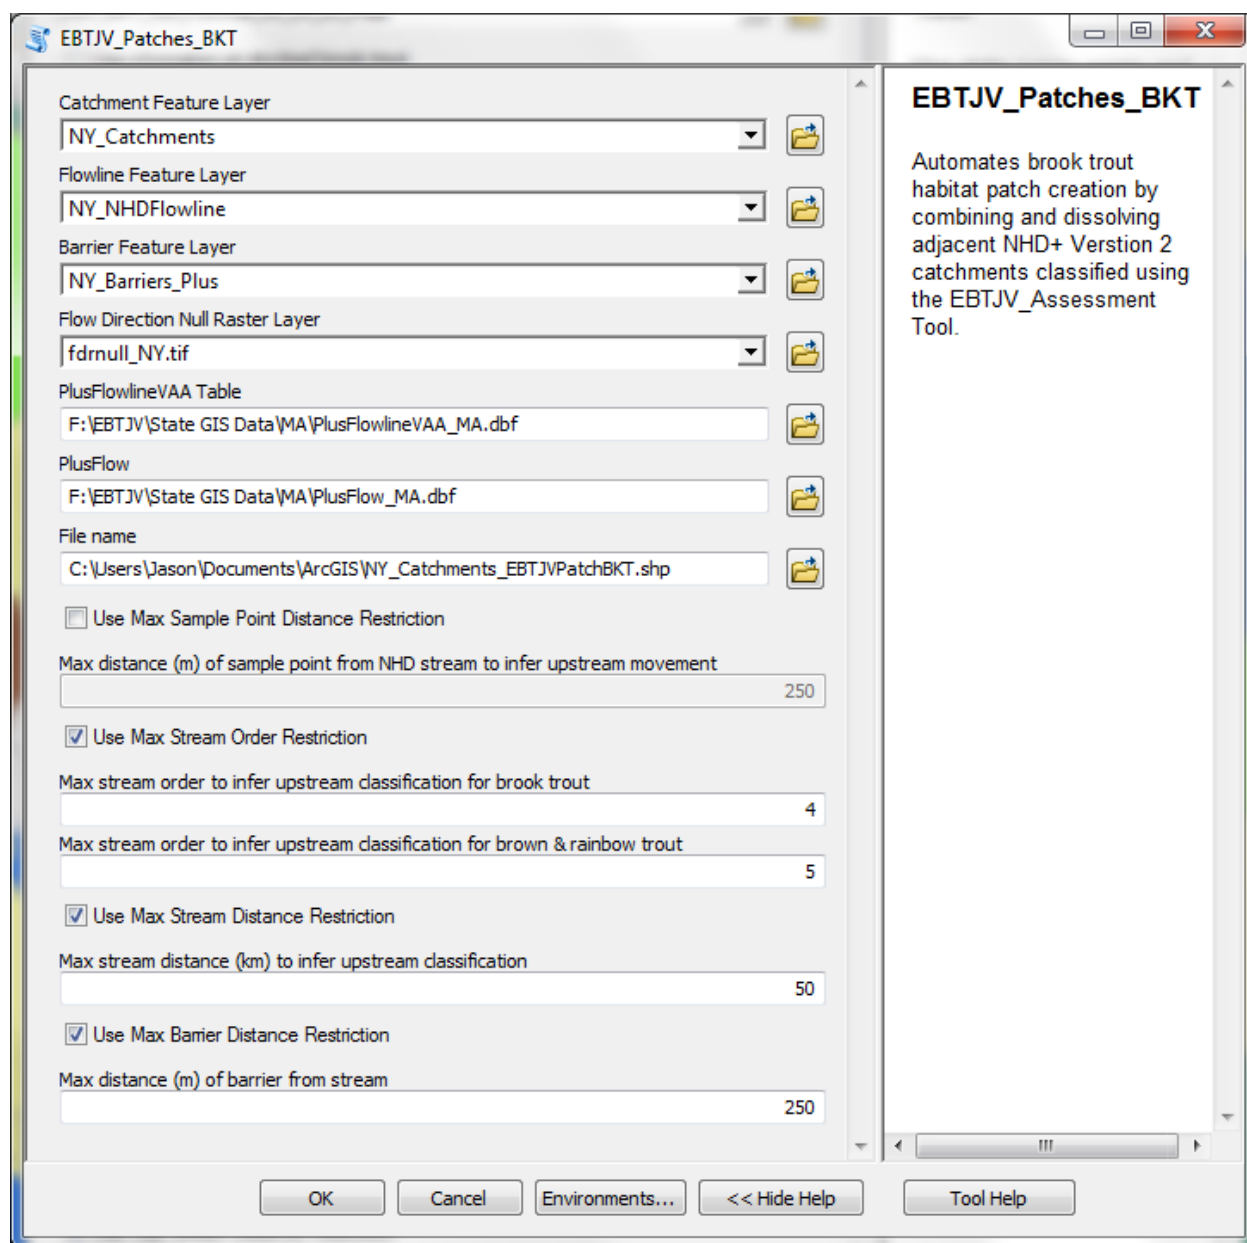 EBTJV_Patches_BKT
Catchment Feature Layer
NY_Catchments
Flowline Feature Layer
NY_NHDFlowline
Barrier Feature Layer
NY_Barriers_Plus
Flow Direction Null Raster Layer
fdrnull_NY.tif
PlusFlowlineVAA Table
F:\EBTJV\State GIS Data\MA\PlusFlowlineVAA_MA.dbf
PlusFlow
F:\EBTJV\State GIS Data\MA\PlusFlow_MA.dbf
File name
C:\Users\Jason\Documents\ArcGIS\NY_Catchments_EBTJVPatchBKT.shp
Use Max Sample Point Distance Restriction
Max distance (m) of sample point from NHD stream to infer upstream movement
250
Use Max Stream Order Restriction
Max stream order to infer upstream classification for brook trout
4
Max stream order to infer upstream classification for brown & rainbow trout
5
Use Max Stream Distance Restriction
Max stream distance (km) to infer upstream classification
50
Use Max Barrier Distance Restriction
Max distance (m) of barrier from stream
250
EBTJV_Patches_BKT
Automates brook trout
habitat patch creation by
combining and dissolving
adjacent NHD+ Verstion 2
catchments classified using
the EBTJV_Assessment
Tool.
OK
Cancel
Environments...
<< Hide Help
Tool Help